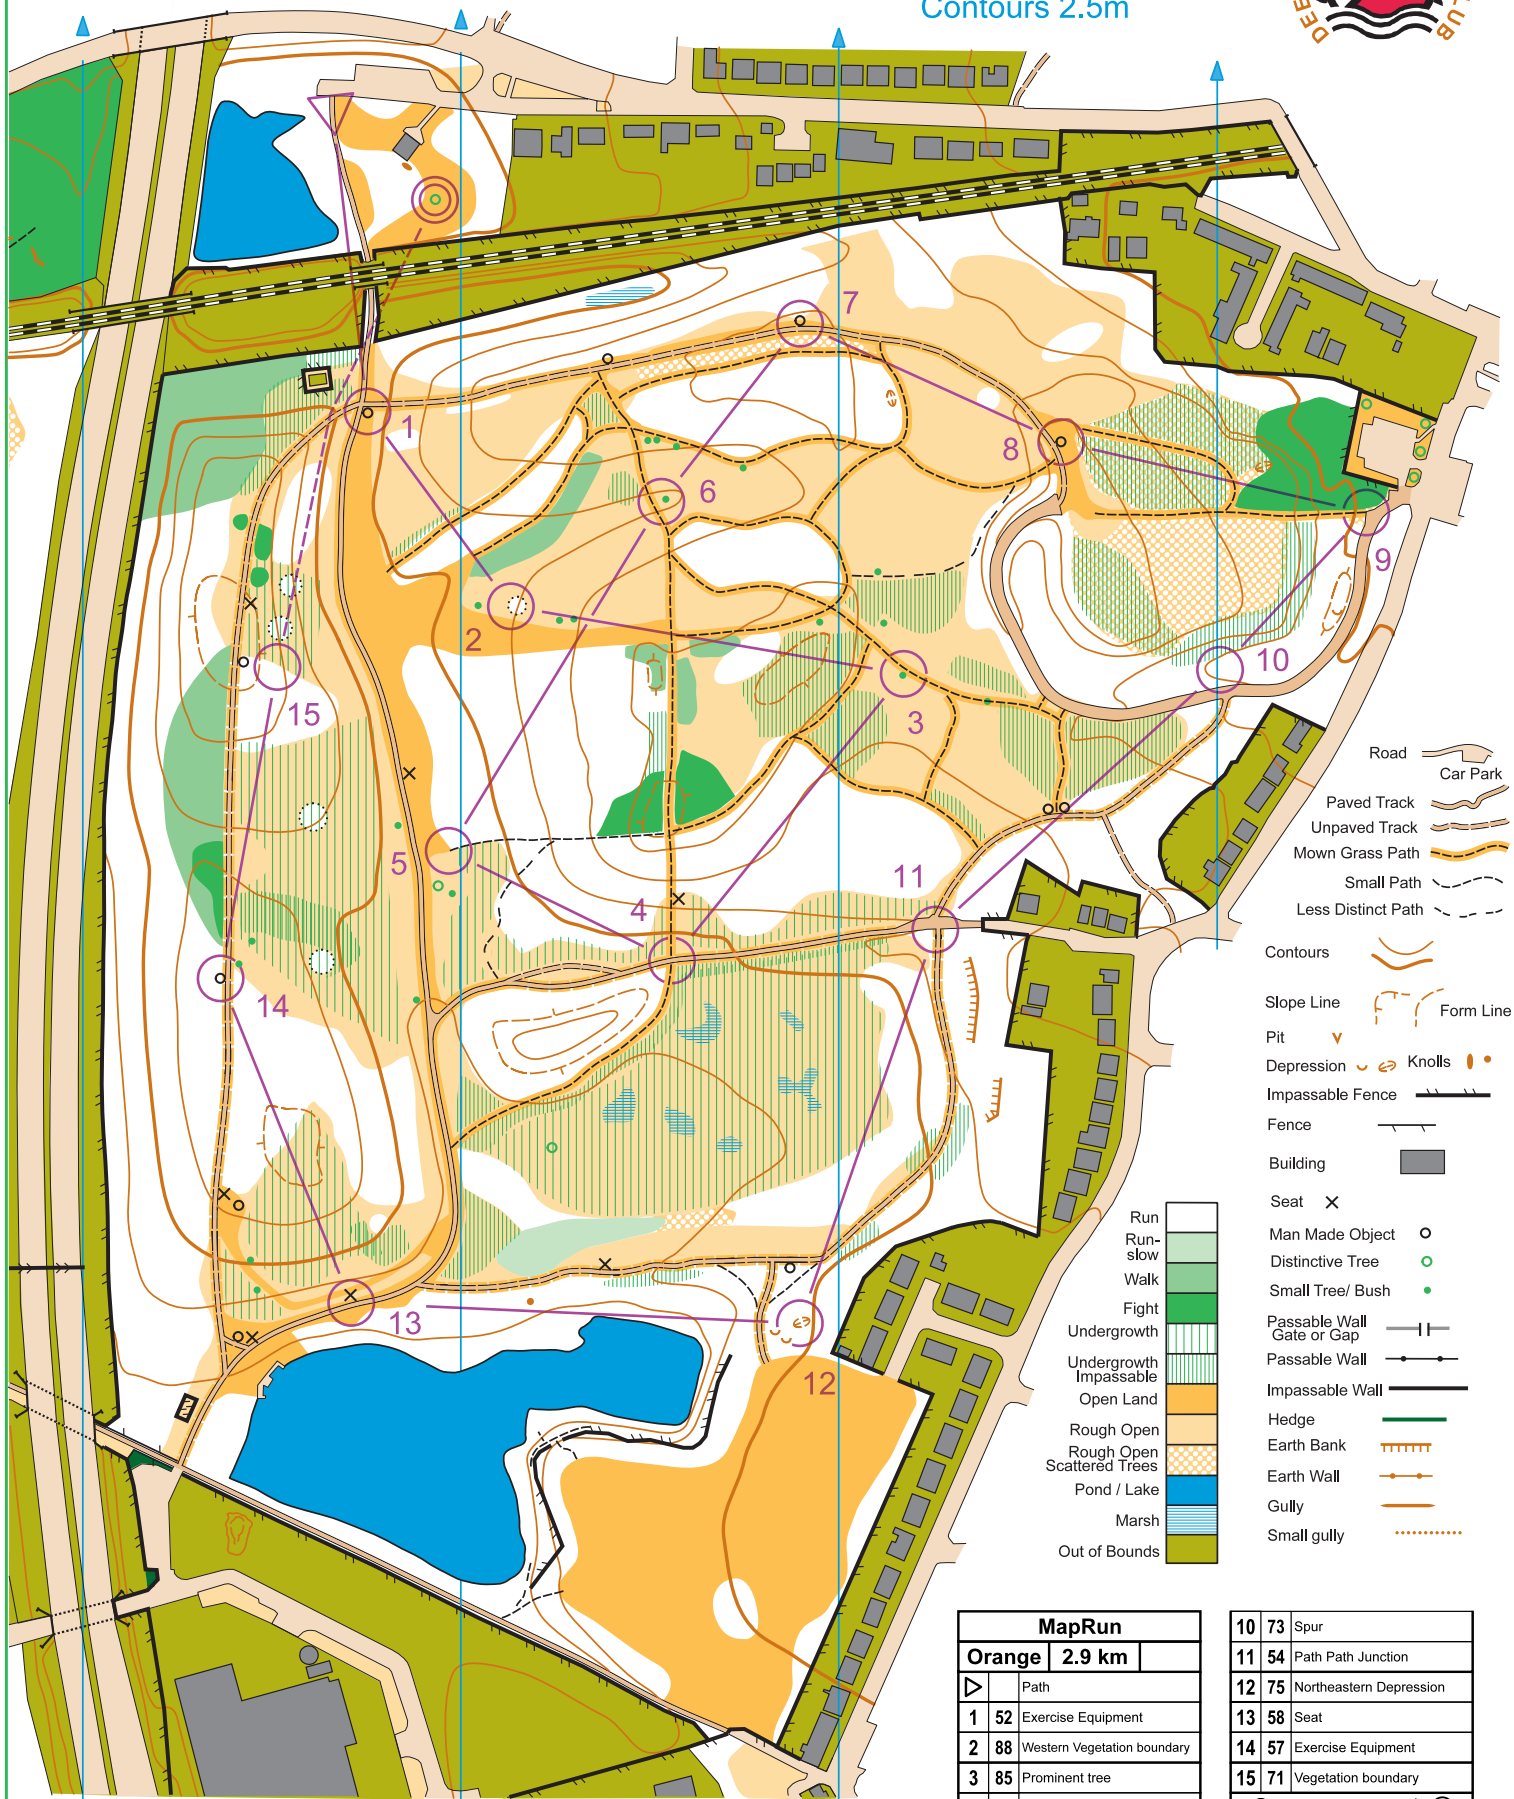 Contours 2.5m
DEE
CLUB
7
1
8
6
9
2
10
15
3
5
11
4
14
13
12
Road
Car Park
Paved Track
Unpaved Track
Mown Grass Path
Small Path
Less Distinct Path
Contours
Slope Line
Form Line
Pit
Depression
Knolls
Impassable Fence
Fence
Building
Seat
Man Made Object
Distinctive Tree
Small Tree/ Bush
Passable Wall
Gate or Gap
Passable Wall
Impassable Wall
Hedge
Earth Bank
Earth Wall
Gully
Small gully
Run
Run-
slow
Walk
Fight
Undergrowth
Undergrowth
Impassable
Open Land
Rough Open
Rough Open
Scattered Trees
Pond / Lake
Marsh
Out of Bounds
MapRun
Orange 2.9 km
Path
1 52 Exercise Equipment
2 88 Western Vegetation boundary
3 85 Prominent tree
10 73 Spur
11 54 Path Path Junction
12 75 Northeastern Depression
13 58 Seat
14 57 Exercise Equipment
15 71 Vegetation boundary